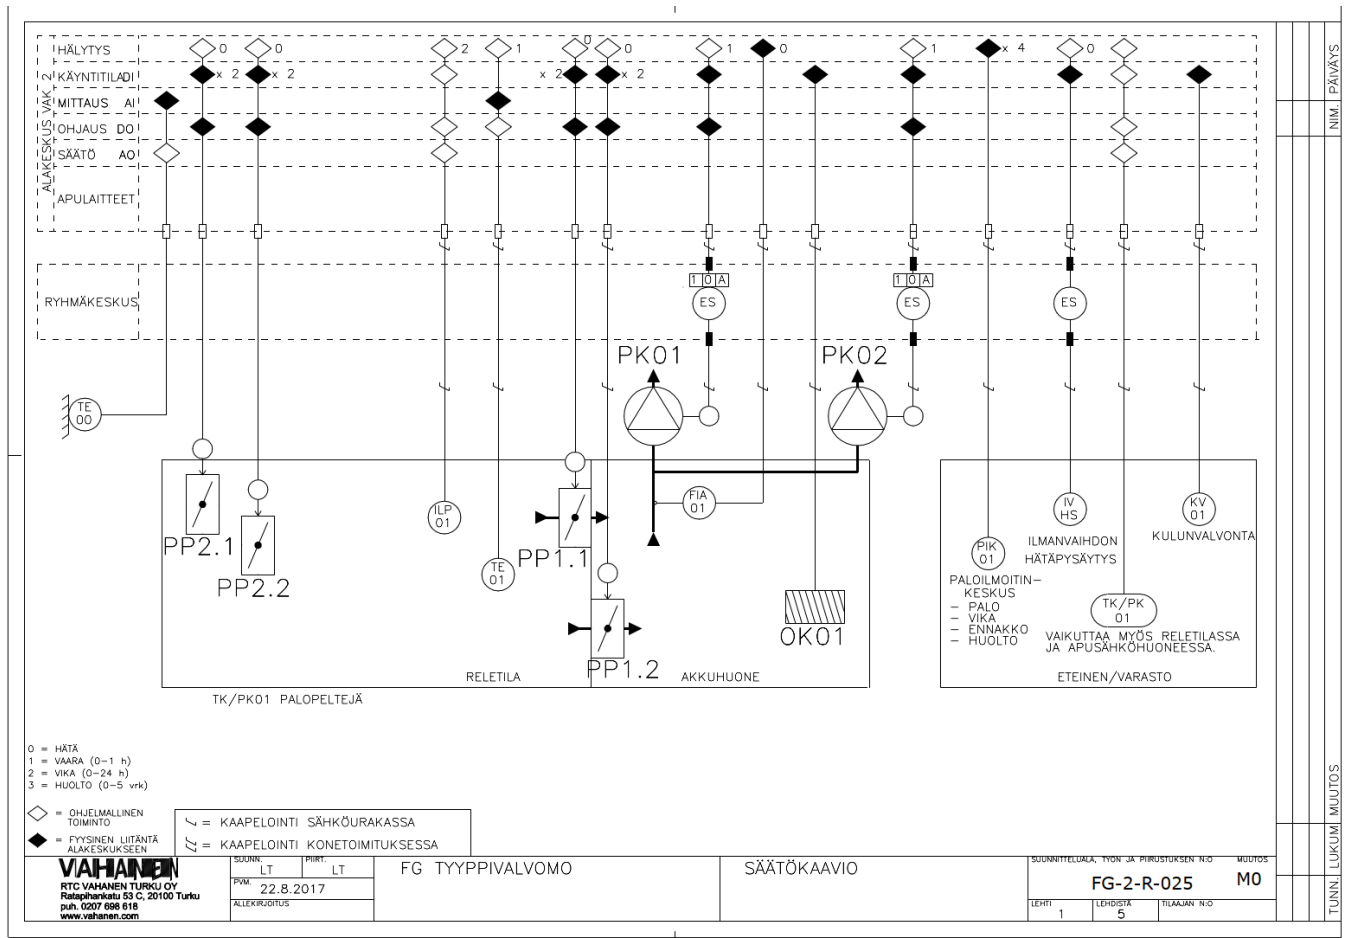 HÄLYTYS
0
0
2
1
0
0
1
0
1
x 4
0
KÄYNTITILA DI
x 2
x 2
x 2
x 2
MITTAUS AI
OHJAUS DO
SÄÄTÖ AO
APULAITTEET
ALAKESKUS VAK 2
RYHMÄKESKUS
1 0 A
1 0 A
ES
ES
ES
PK01
PK02
TE
00
PP2.1
PP2.2
ILP
01
TE
01
PP1.1
PP1.2
FIA
01
OK01
PIK
01
IV
HS
KV
01
ILMANVAIHDON
HÄTÄPYSÄYTYS
KULUNVALVONTA
PALOILMOITIN-
KESKUS
- PALO
- VIKA
- ENNAKKO
- HUOLTO
TK/PK
01
VAIKUTTAA MYÖS RELETILASSA
JA APUSÄHKÖHUONEESSA.
RELETILA
AKKUHUONE
ETEINEN/VARASTO
TK/PK01 PALOPELTEJÄ
0 = HÄTÄ
1 = VAARA (0-1 h)
2 = VIKA (0-24 h)
3 = HUOLTO (0-5 vrk)
= OHJELMALLINEN
TOIMINTO
= FYYSINEN LIITÄNTÄ
ALAKESKUKSEEN
= KAAPELOINTI SÄHKÖURAKASSA
= KAAPELOINTI KONETOIMITUKSESSA
VAHANEN
RTC VAHANEN TURKU OY
Ratapihankatu 53 C, 20100 Turku
puh. 0207 698 618
www.vahanen.com
SUUNN.
LT
PIIRT.
LT
PVM.
22.8.2017
ALLEKIRJOITUS
FG TYYPPIVALVOMO
SÄÄTÖKAAVIO
SUUNNITTELUALA, TYÖN JA PIIRUSTUKSEN N:O
MUUTOS
FG-2-R-025
M0
LEHTI
1
LEHDISTÄ
5
TILAAJAN N:O
PÄIVÄYS
NIM.
MUUTOS
LUKUM
TUNN.